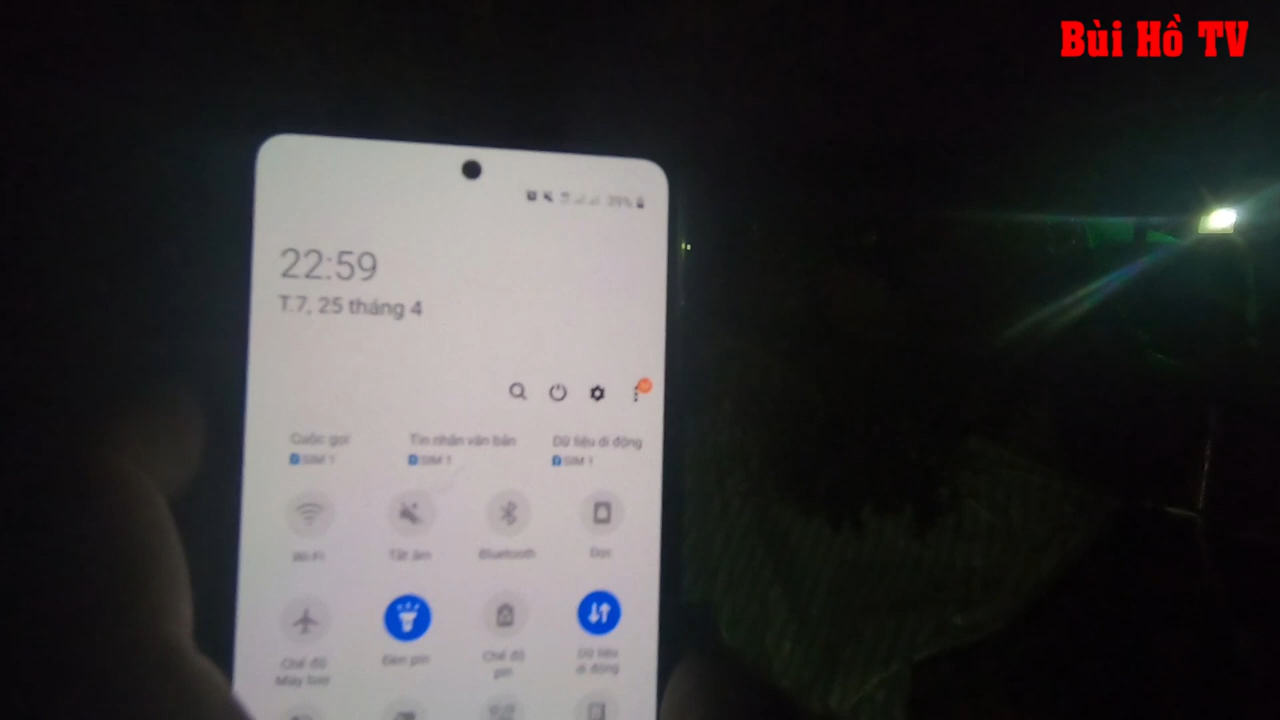 Bùi Hồ TV
39%
22:59
T.7, 25 tháng 4
Cuộc gọi Tin nhắn văn bản Dữ liệu di động
SIM 1 SIM 1 SIM 1
Wi-Fi Tắt âm Bluetooth Dọc
Chế độ Đèn pin Chế độ Dữ liệu
Máy bay pin di động